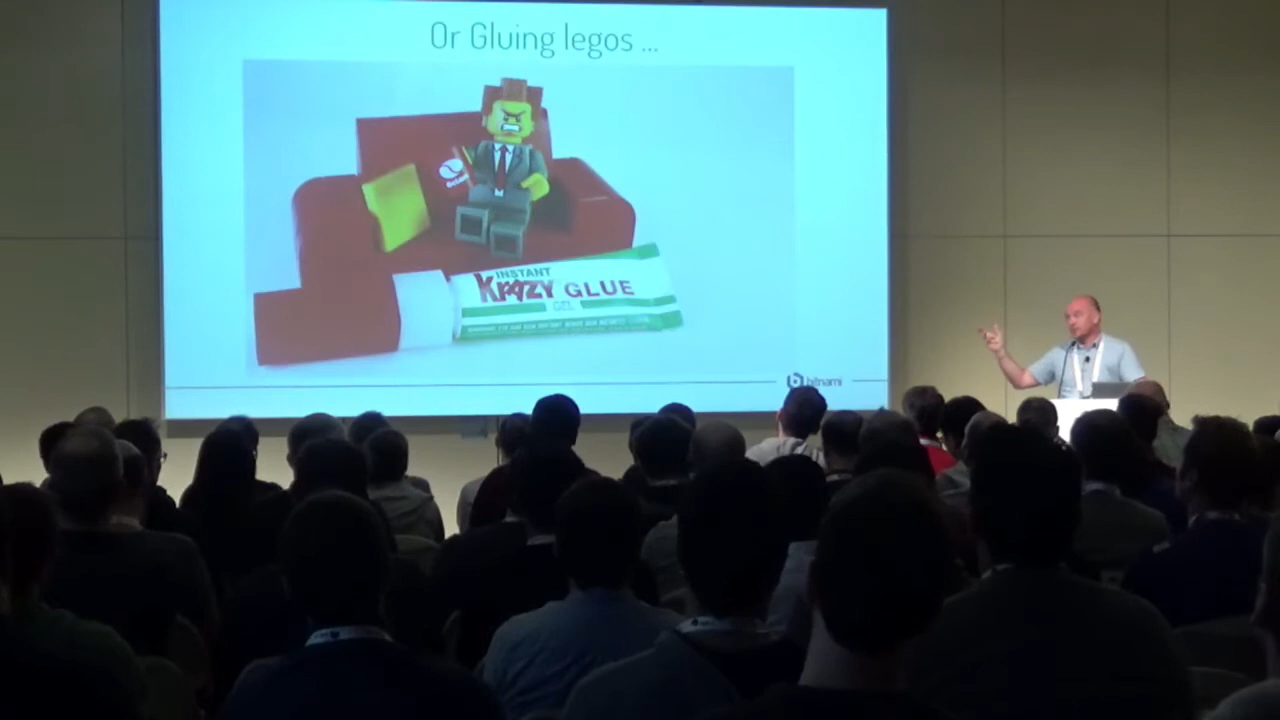 Or Gluing legos ...
INSTANT
KRAZY GLUE
GEL
bitnami